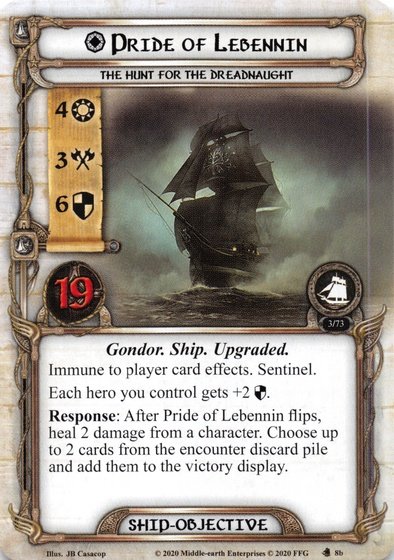 PRIDE OF LEBENNIN
THE HUNT FOR THE DREADNAUGHT
4
3
6
19
3/73
Gondor. Ship. Upgraded.
Immune to player card effects. Sentinel.
Each hero you control gets +2 .
Response: After Pride of Lebennin flips,
heal 2 damage from a character. Choose up
to 2 cards from the encounter discard pile
and add them to the victory display.
SHIP-OBJECTIVE
Illus. JB Casacop © 2020 Middle-earth Enterprises © 2020 FFG 8b